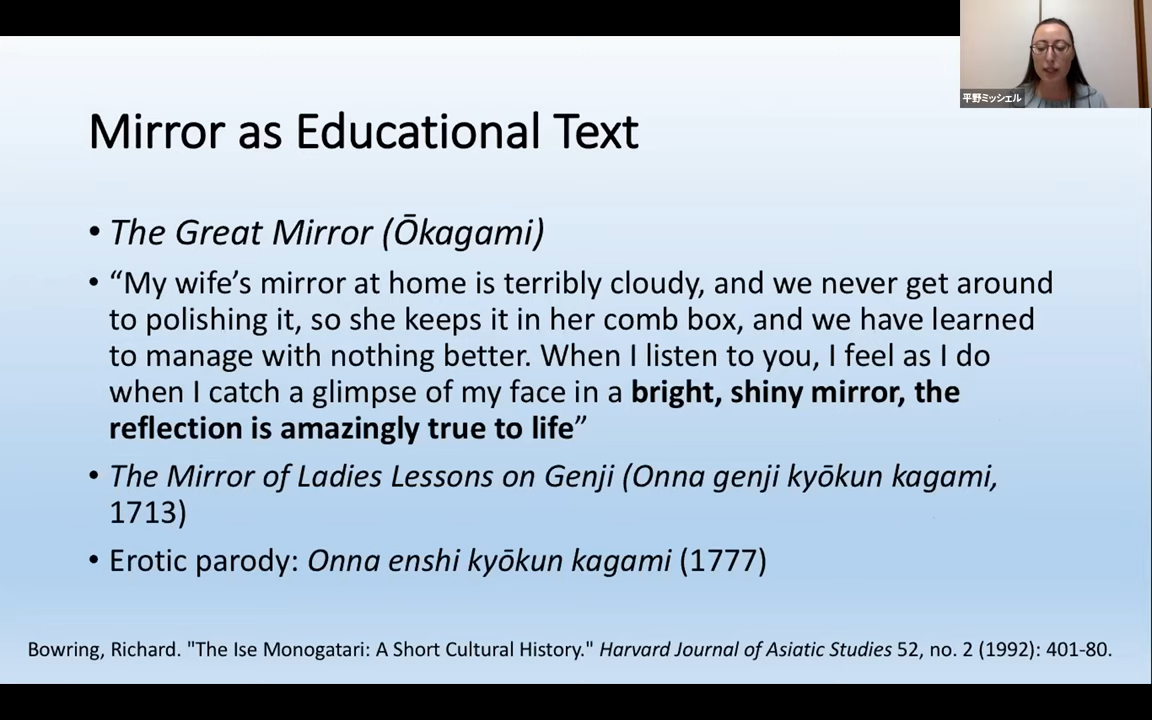 平野ミッシェル
Mirror as Educational Text
• The Great Mirror (Ōkagami)
• “My wife’s mirror at home is terribly cloudy, and we never get around
to polishing it, so she keeps it in her comb box, and we have learned
to manage with nothing better. When I listen to you, I feel as I do
when I catch a glimpse of my face in a bright, shiny mirror, the
reflection is amazingly true to life”
• The Mirror of Ladies Lessons on Genji (Onna genji kyōkun kagami,
1713)
• Erotic parody: Onna enshi kyōkun kagami (1777)
Bowring, Richard. "The Ise Monogatari: A Short Cultural History." Harvard Journal of Asiatic Studies 52, no. 2 (1992): 401-80.